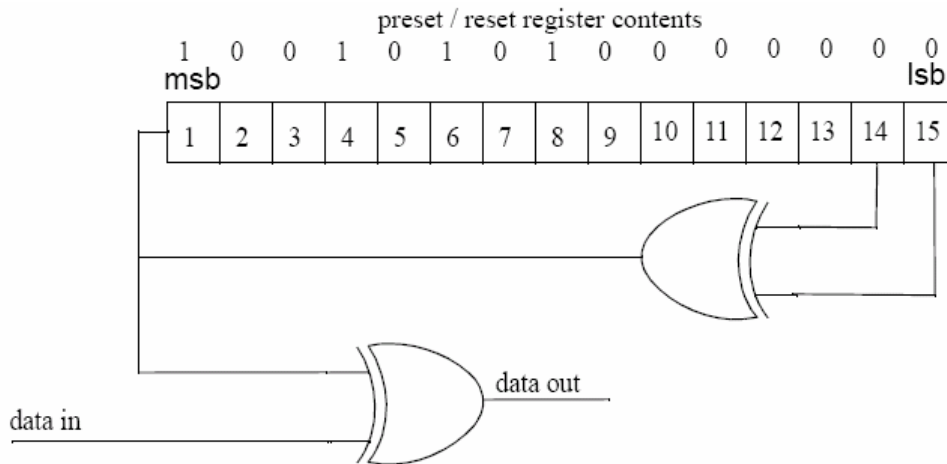 preset / reset register contents
1 0 0 1 0 1 0 1 0 0 0 0 0 0 0
msb lsb
1 2 3 4 5 6 7 8 9 10 11 12 13 14 15
data out
data in